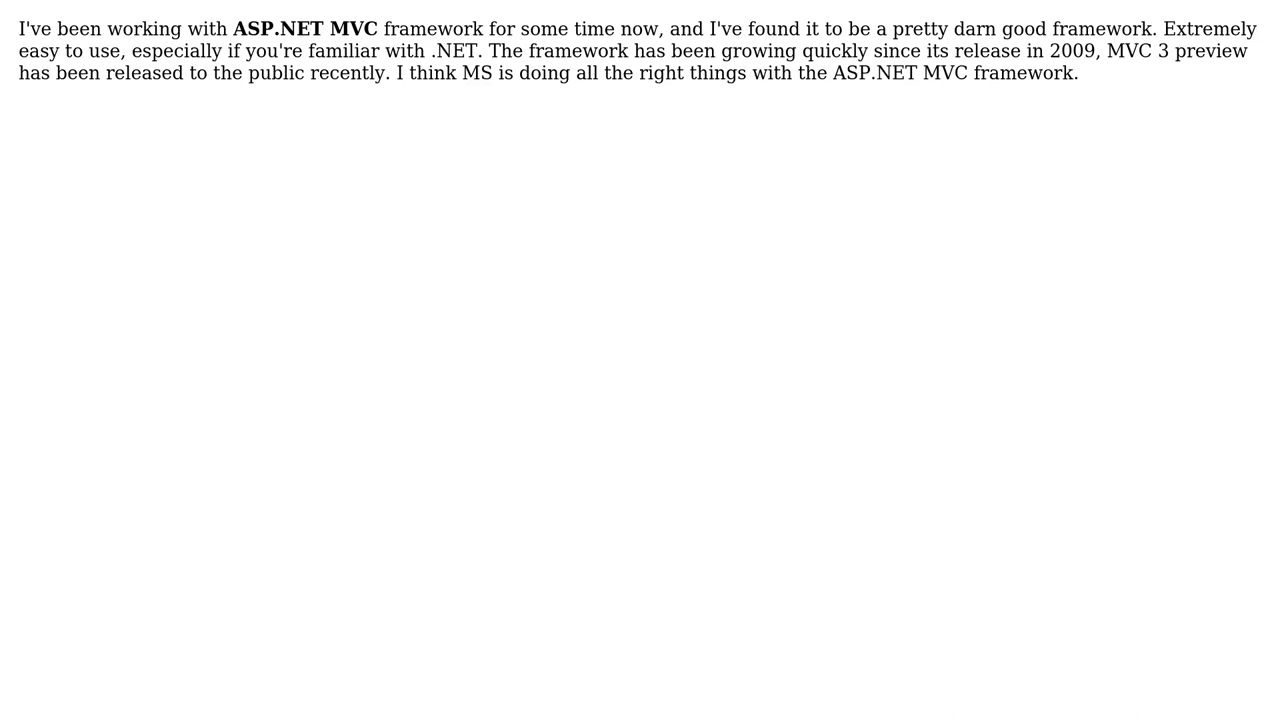 I've been working with ASP.NET MVC framework for some time now, and I've found it to be a pretty darn good framework. Extremely
easy to use, especially if you're familiar with .NET. The framework has been growing quickly since its release in 2009, MVC 3 preview
has been released to the public recently. I think MS is doing all the right things with the ASP.NET MVC framework.